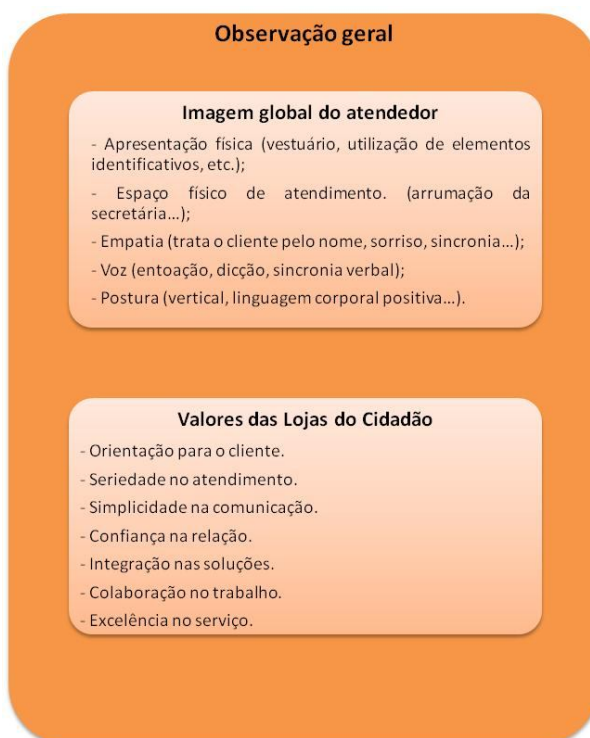 Observação geral
Imagem global do atendedor
- Apresentação física (vestuário, utilização de elementos
identificativos, etc.);
- Espaço físico de atendimento. (arrumação da
secretária...);
- Empatia (trata o cliente pelo nome, sorriso, sincronia...);
- Voz (entoação, dicção, sincronia verbal);
- Postura (vertical, linguagem corporal positiva...).
Valores das Lojas do Cidadão
- Orientação para o cliente.
- Seriedade no atendimento.
- Simplicidade na comunicação.
- Confiança na relação.
- Integração nas soluções.
- Colaboração no trabalho.
- Excelência no serviço.